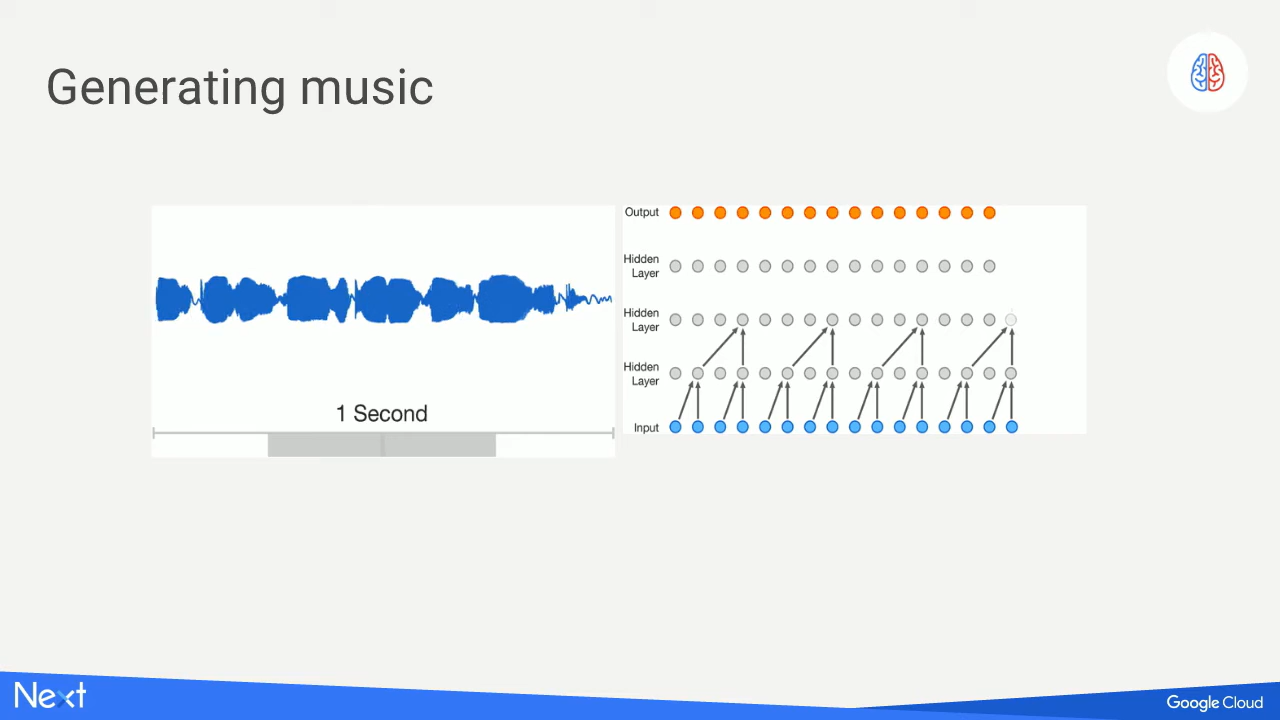 Generating music
1 Second
Output
Hidden
Layer
Hidden
Layer
Hidden
Layer
Input
Next
Google Cloud